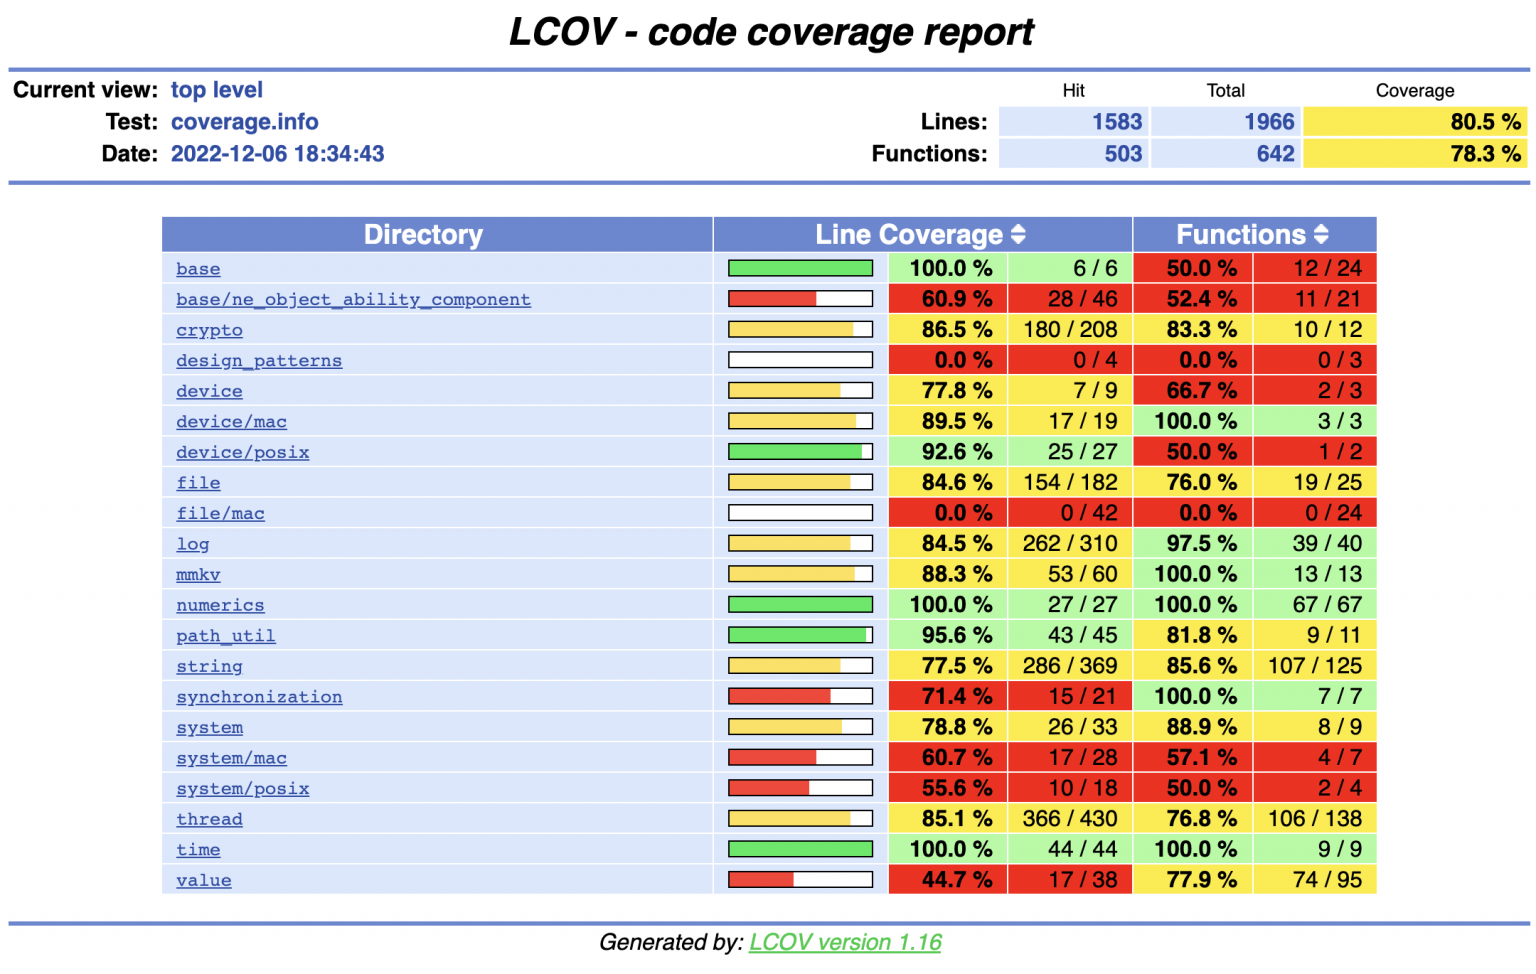 LCOV - code coverage report
Current view: top level
Hit Total Coverage
Test: coverage.info
Lines: 1583 1966 80.5 %
Date: 2022-12-06 18:34:43
Functions: 503 642 78.3 %
Directory Line Coverage Functions
base 100.0 % 6 / 6 50.0 % 12 / 24
base/ne_object_ability_component 60.9 % 28 / 46 52.4 % 11 / 21
crypto 86.5 % 180 / 208 83.3 % 10 / 12
design_patterns 0.0 % 0 / 4 0.0 % 0 / 3
device 77.8 % 7 / 9 66.7 % 2 / 3
device/mac 89.5 % 17 / 19 100.0 % 3 / 3
device/posix 92.6 % 25 / 27 50.0 % 1 / 2
file 84.6 % 154 / 182 76.0 % 19 / 25
file/mac 0.0 % 0 / 42 0.0 % 0 / 24
log 84.5 % 262 / 310 97.5 % 39 / 40
mmkv 88.3 % 53 / 60 100.0 % 13 / 13
numerics 100.0 % 27 / 27 100.0 % 67 / 67
path_util 95.6 % 43 / 45 81.8 % 9 / 11
string 77.5 % 286 / 369 85.6 % 107 / 125
synchronization 71.4 % 15 / 21 100.0 % 7 / 7
system 78.8 % 26 / 33 88.9 % 8 / 9
system/mac 60.7 % 17 / 28 57.1 % 4 / 7
system/posix 55.6 % 10 / 18 50.0 % 2 / 4
thread 85.1 % 366 / 430 76.8 % 106 / 138
time 100.0 % 44 / 44 100.0 % 9 / 9
value 44.7 % 17 / 38 77.9 % 74 / 95
Generated by: LCOV version 1.16